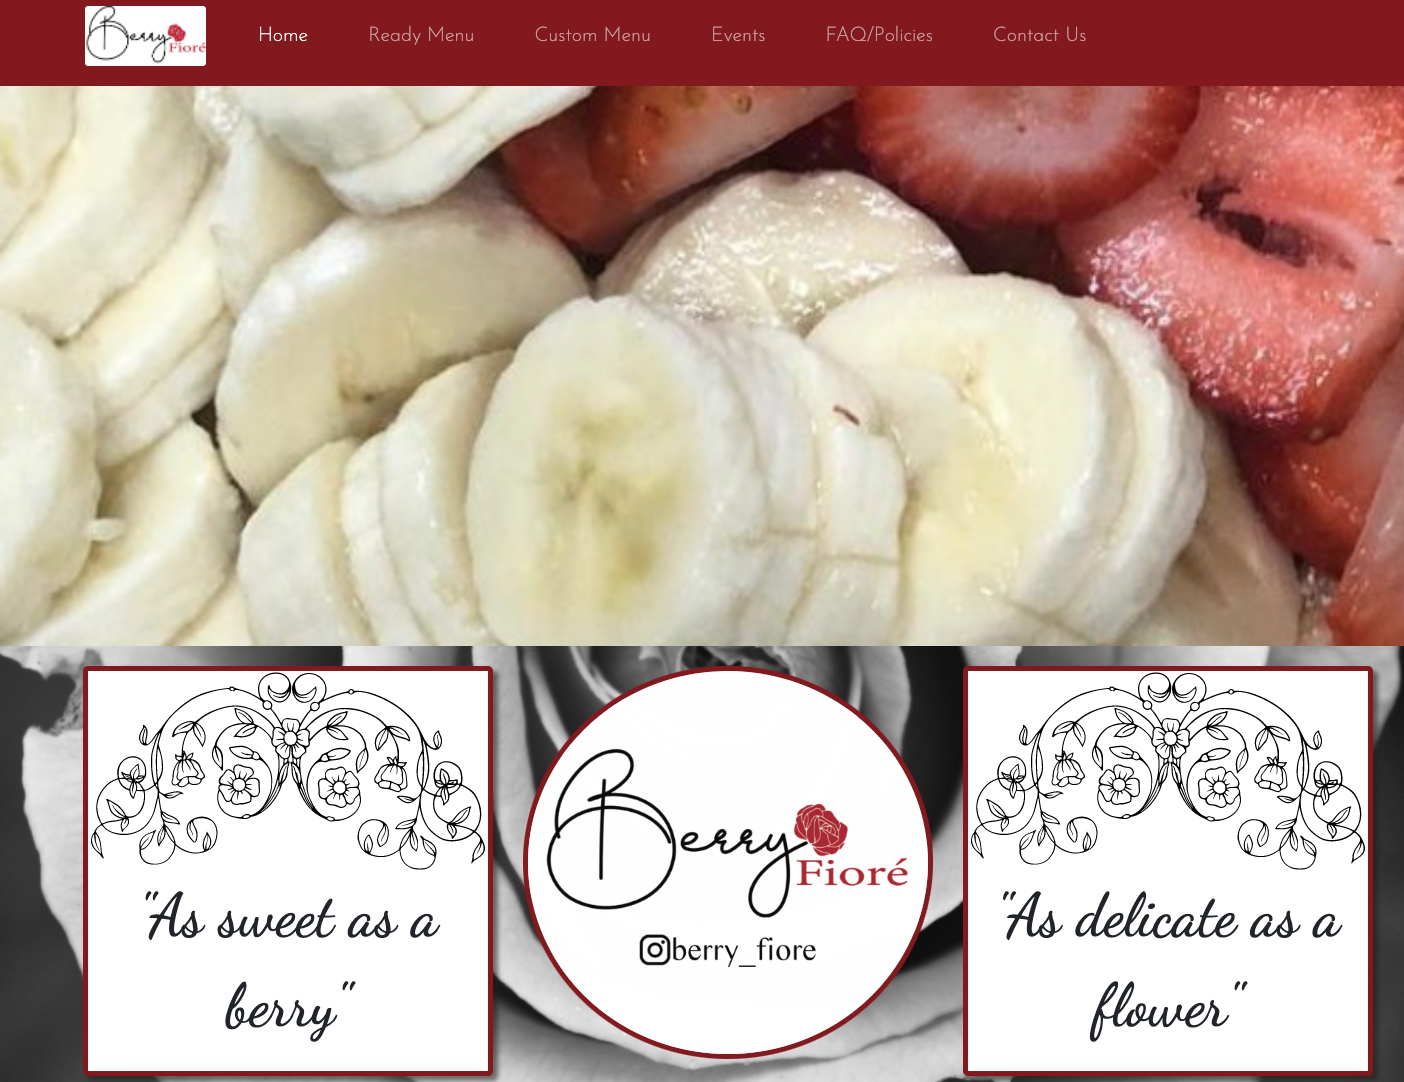 Berry Fioré
Home
Ready Menu
Custom Menu
Events
FAQ/Policies
Contact Us
"As sweet as a
berry"
Berry
Fioré
berry_fiore
"As delicate as a
flower"